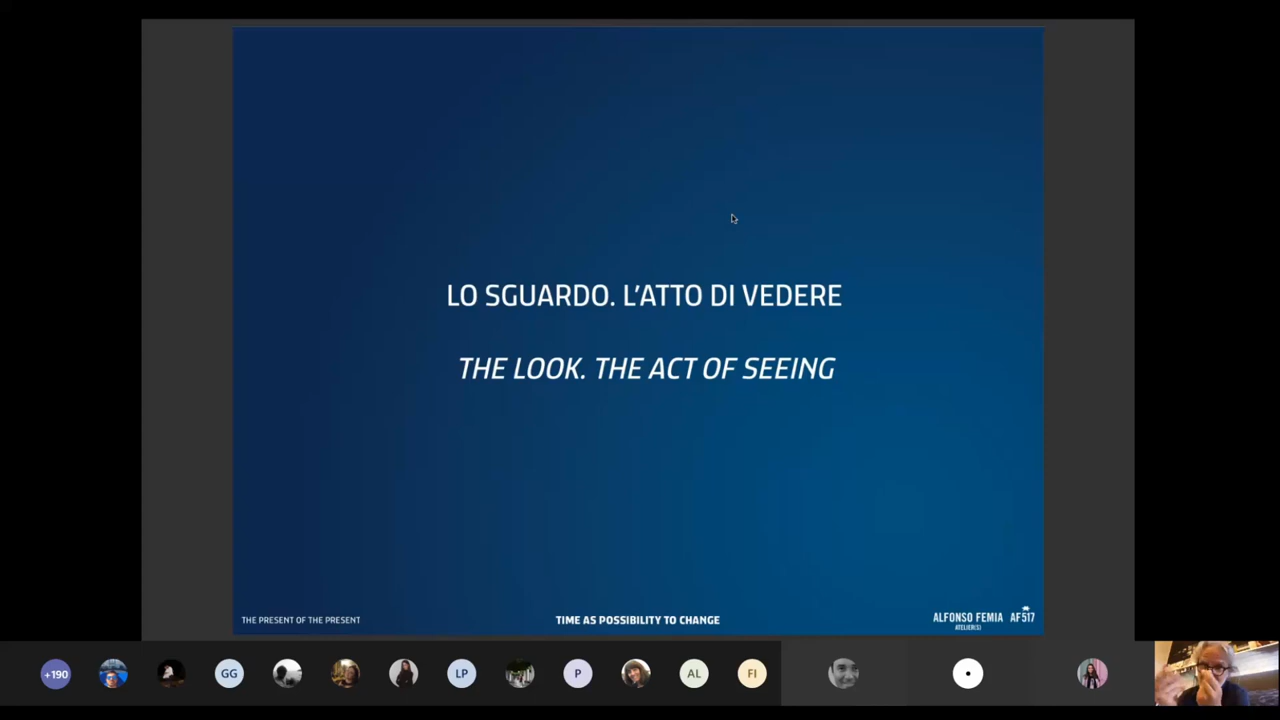 LO SGUARDO. L'ATTO DI VEDERE
THE LOOK. THE ACT OF SEEING
THE PRESENT OF THE PRESENT
TIME AS POSSIBILITY TO CHANGE
ALFONSO FEMIA AF517
ATELIER(S)
+190
GG
LP
P
AL
FI